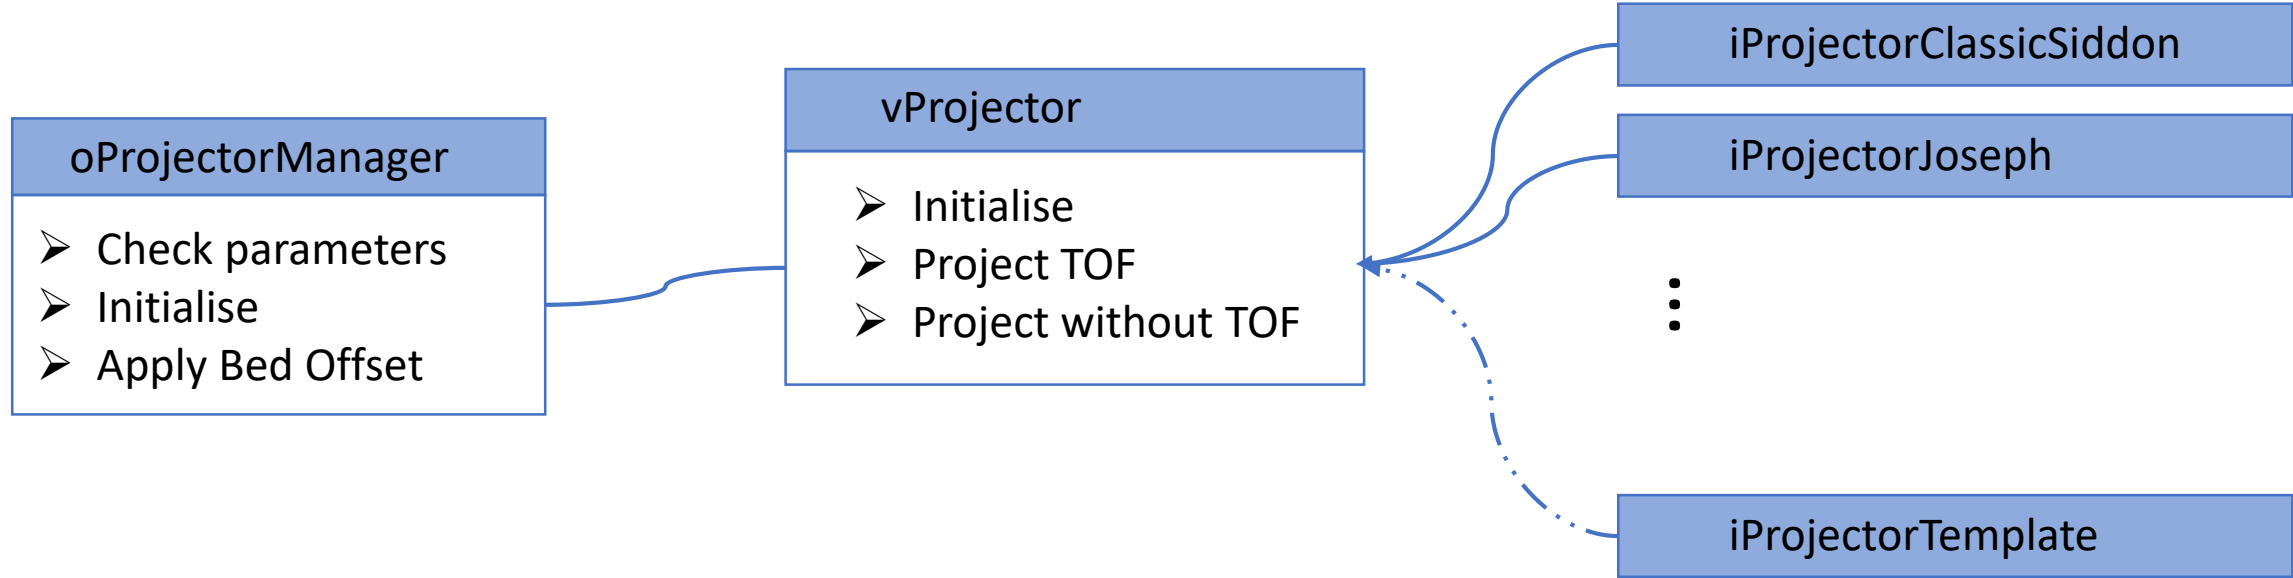 oProjectorManager
➢ Check parameters
➢ Initialise
➢ Apply Bed Offset
vProjector
➢ Initialise
➢ Project TOF
➢ Project without TOF
iProjectorClassicSiddon
iProjectorJoseph
⋮
iProjectorTemplate